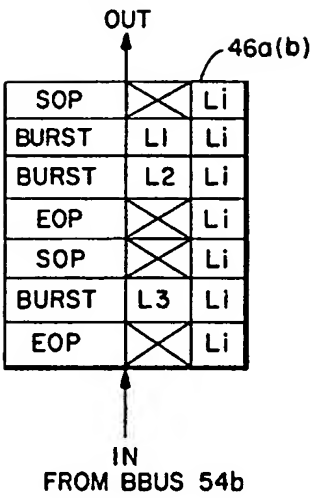 OUT
46a(b)
SOP Li
BURST L1 Li
BURST L2 Li
EOP Li
SOP Li
BURST L3 Li
EOP Li
IN
FROM BBUS 54b